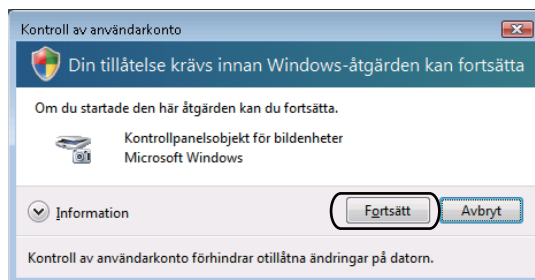 Kontroll av användarkonto
Din tillåtelse krävs innan Windows-åtgärden kan fortsätta
Om du startade den här åtgärden kan du fortsätta.
Kontrollpanelsobjekt för bildenheter
Microsoft Windows
Information
Fortsätt
Avbryt
Kontroll av användarkonto förhindrar otillåtna ändringar på datorn.